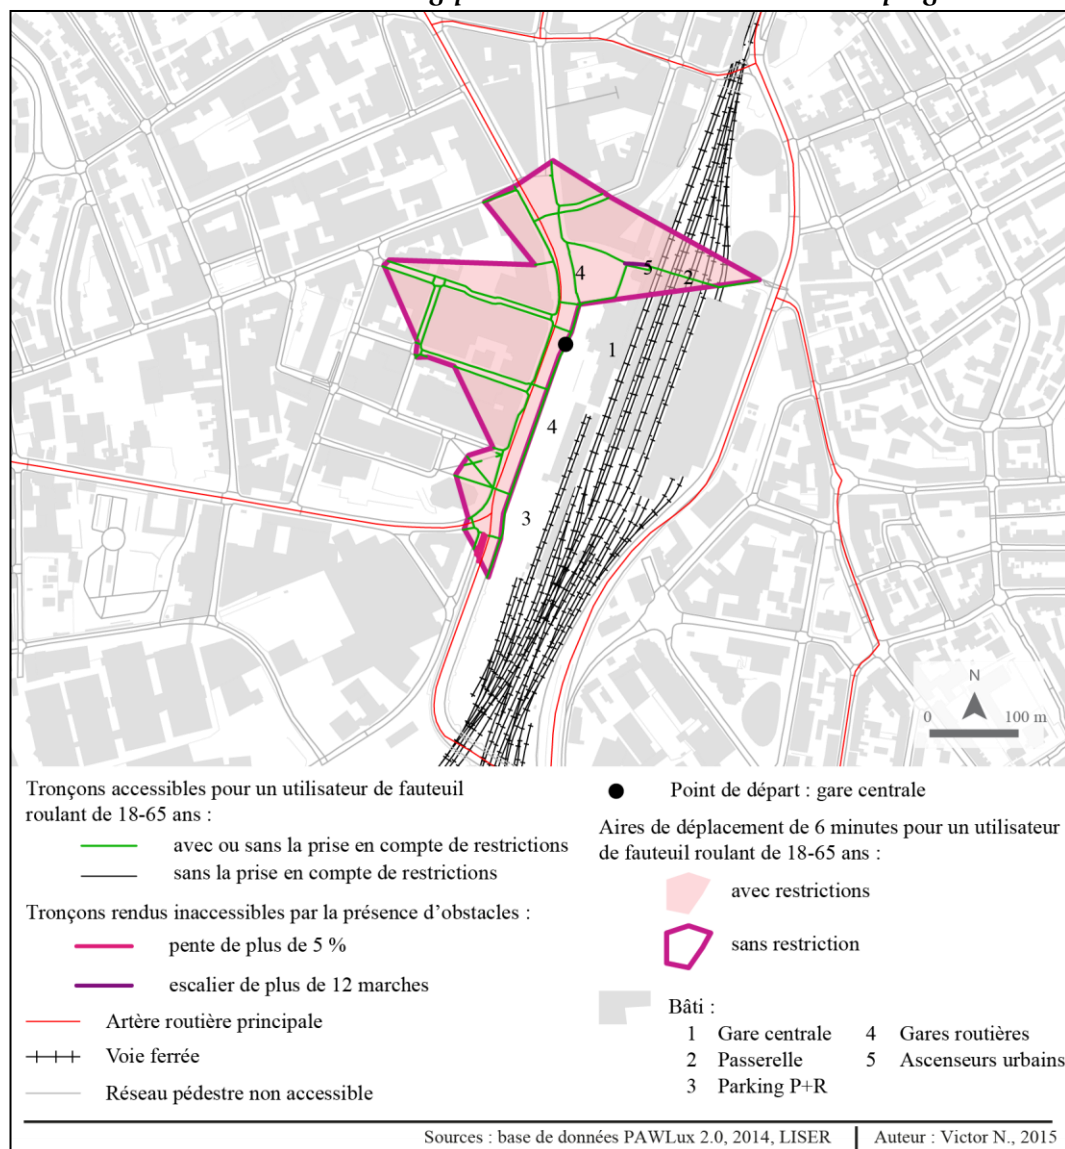 4
5
2
1
4
3
N
0 100 m
Tronçons accessibles pour un utilisateur de fauteuil
roulant de 18-65 ans :
avec ou sans la prise en compte de restrictions
sans la prise en compte de restrictions
Tronçons rendus inaccessibles par la présence d’obstacles :
pente de plus de 5 %
escalier de plus de 12 marches
Artère routière principale
Voie ferrée
Réseau pédestre non accessible
Point de départ : gare centrale
Aires de déplacement de 6 minutes pour un utilisateur
de fauteuil roulant de 18-65 ans :
avec restrictions
sans restriction
Bâti :
1 Gare centrale 4 Gares routières
2 Passerelle 5 Ascenseurs urbains
3 Parking P+R
Sources : base de données PAWLux 2.0, 2014, LISER Auteur : Victor N., 2015